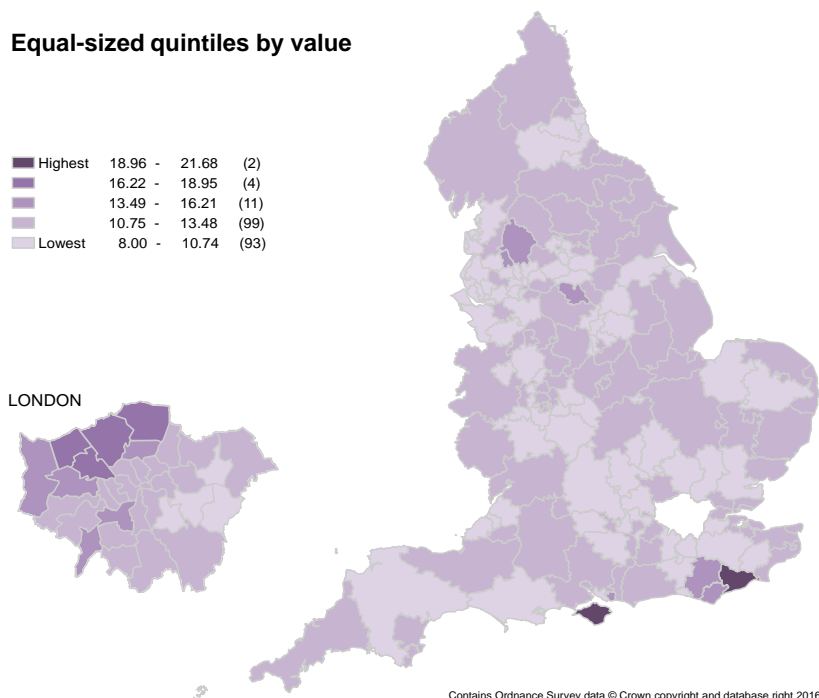 Equal-sized quintiles by value
Highest 18.96 - 21.68 (2)
16.22 - 18.95 (4)
13.49 - 16.21 (11)
10.75 - 13.48 (99)
Lowest 8.00 - 10.74 (93)
LONDON
Contains Ordnance Survey data © Crown copyright and database right 2016